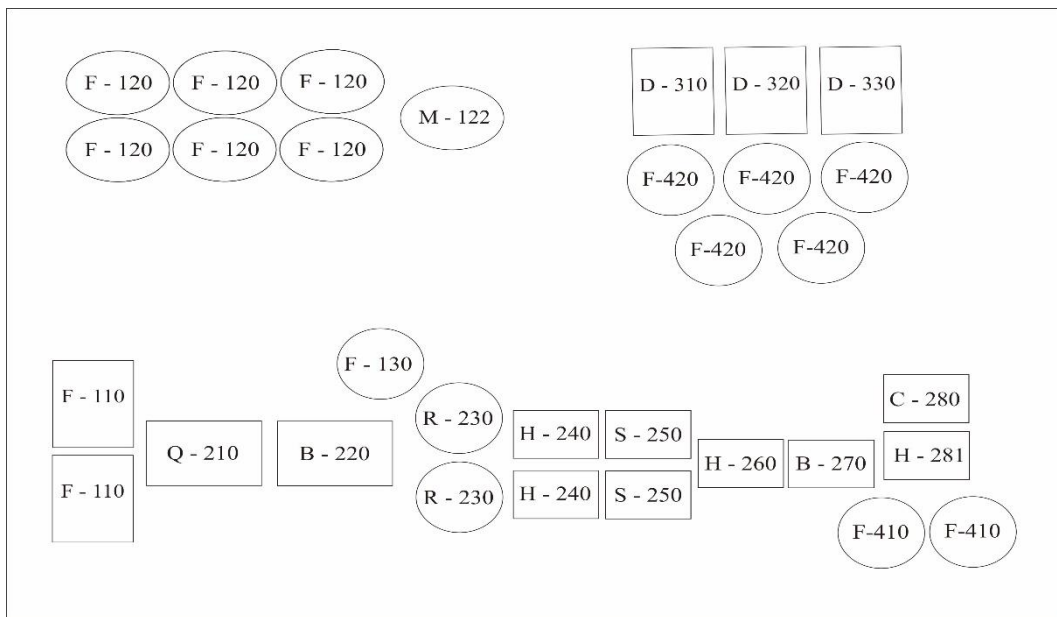 F - 120 F - 120 F - 120
M - 122
F - 120 F - 120 F - 120
D - 310 D - 320 D - 330
F-420 F-420 F-420
F-420 F-420
F - 130
F - 110
F - 110
Q - 210
B - 220
R - 230
R - 230
H - 240 S - 250
H - 240 S - 250
H - 260 B - 270
C - 280
H - 281
F-410 F-410